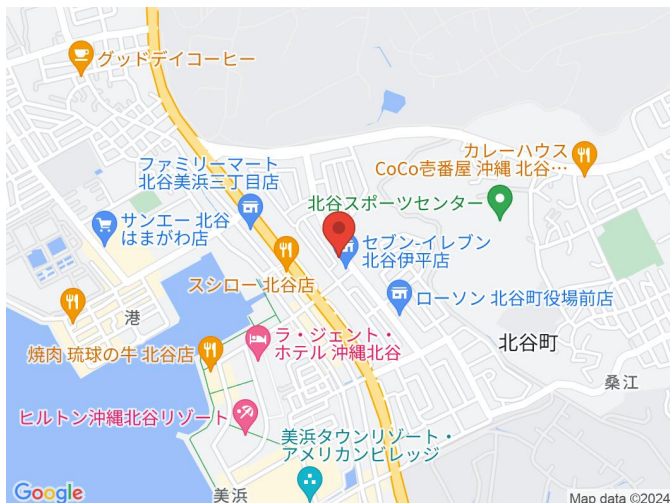 グッドデイコーヒー
カレーハウス
CoCo壱番屋 沖縄 北谷…
ファミリーマート
北谷美浜三丁目店
北谷スポーツセンター
サンエー 北谷
はまがわ店
セブン-イレブン
北谷伊平店
スシロー 北谷店
ローソン 北谷町役場前店
港
北谷町
焼肉 琉球の牛 北谷店
ラ・ジェント・
ホテル 沖縄北谷
桑江
ヒルトン沖縄北谷リゾート
美浜タウンリゾート・
アメリカンビレッジ
美浜
Google
Map data ©2024